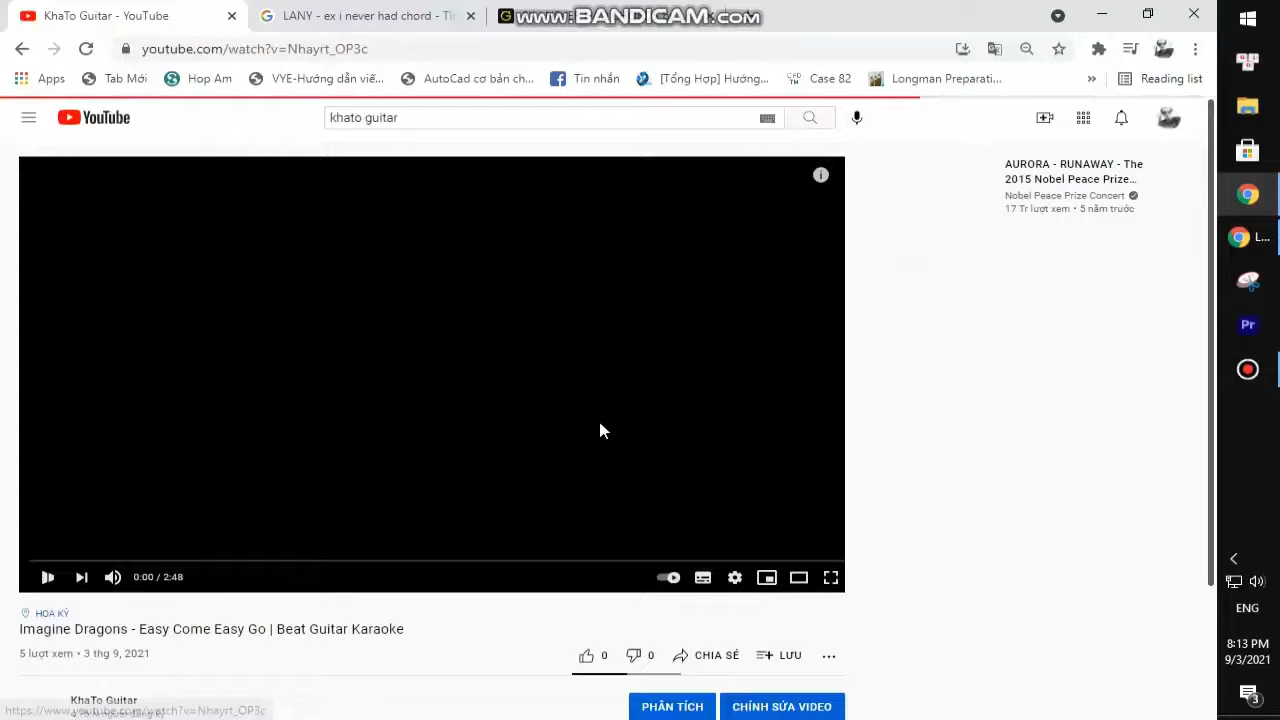 KhaTo Guitar - YouTube
LANY - ex i never had chord - Tì
www.BANDICAM.com
youtube.com/watch?v=Nhayrt_OP3c
Apps
Tab Mới
Hop Am
VYE-Hướng dẫn viế...
AutoCad cơ bản ch...
Tin nhắn
[Tổng Hợp] Hướng...
Case 82
Longman Preparati...
»
Reading list
YouTube
khato guitar
AURORA - RUNAWAY - The
2015 Nobel Peace Prize...
Nobel Peace Prize Concert
17 Tr lượt xem • 5 năm trước
L...
Pr
0:00 / 2:48
HOA KỲ
Imagine Dragons - Easy Come Easy Go | Beat Guitar Karaoke
5 lượt xem • 3 thg 9, 2021
0
0
CHIA SẺ
LƯU
KhaTo Guitar
PHÂN TÍCH
CHỈNH SỬA VIDEO
https://www.youtube.com/watch?v=Nhayrt_OP3c
ENG
8:13 PM
9/3/2021
3